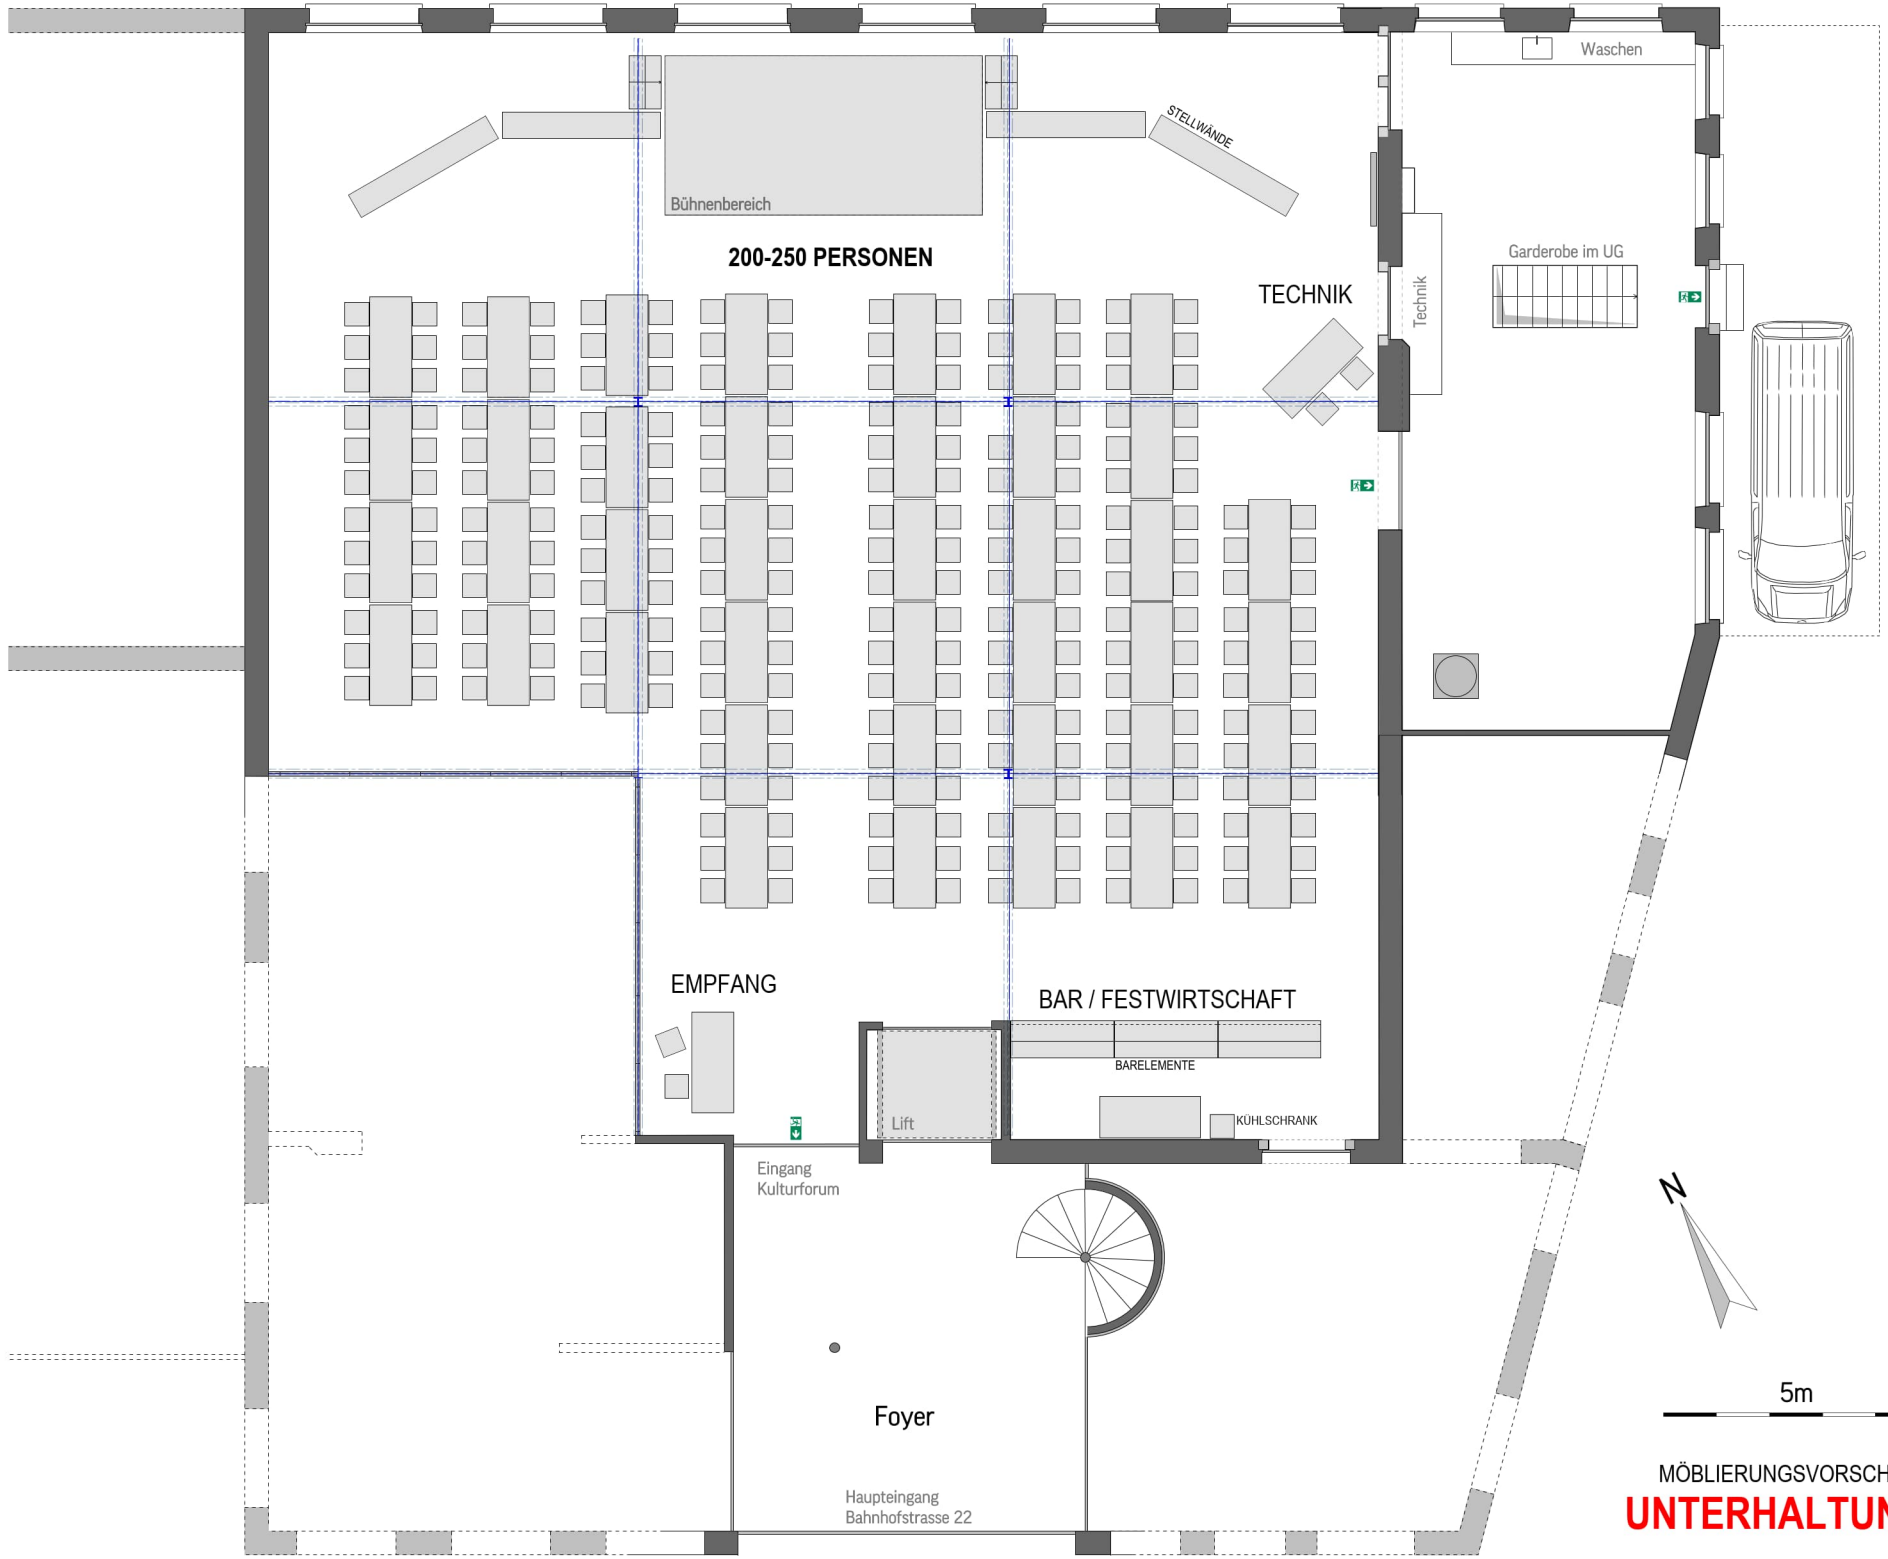 Waschen
STELLWÄNDE
Bühnenbereich
200-250 PERSONEN
Garderobe im UG
TECHNIK
Technik
EMPFANG
BAR / FESTWIRTSCHAFT
BARELEMENTE
Lift
KÜHLSCHRANK
Eingang
Kulturforum
N
5m
Foyer
MÖBLIERUNGSVORSCH
Haupteingang
Bahnhofstrasse 22
UNTERHALTUN